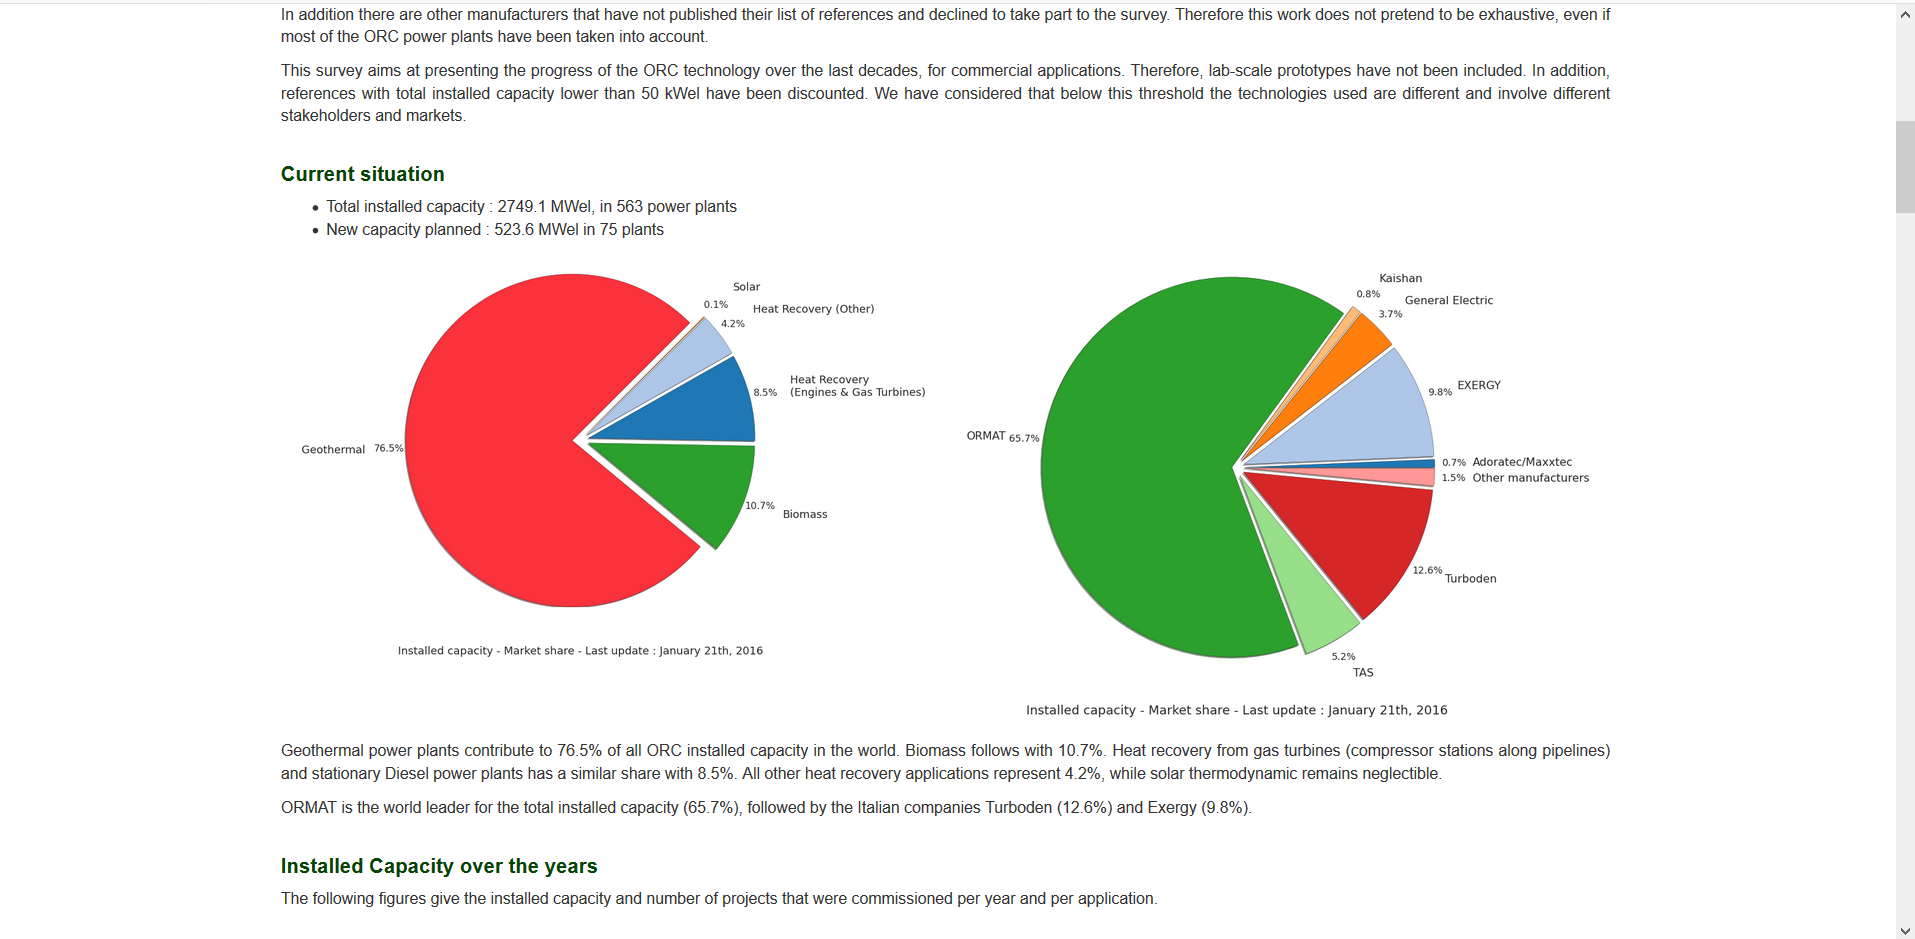 In addition there are other manufacturers that have not published their list of references and declined to take part to the survey. Therefore this work does not pretend to be exhaustive, even if
most of the ORC power plants have been taken into account.
This survey aims at presenting the progress of the ORC technology over the last decades, for commercial applications. Therefore, lab-scale prototypes have not been included. In addition,
references with total installed capacity lower than 50 kWel have been discounted. We have considered that below this threshold the technologies used are different and involve different
stakeholders and markets.
Current situation
• Total installed capacity : 2749.1 MWel, in 563 power plants
• New capacity planned : 523.6 MWel in 75 plants
Solar
0.1%
Heat Recovery (Other)
4.2%
Heat Recovery
(Engines & Gas Turbines)
8.5%
Geothermal 76.5%
10.7%
Biomass
Installed capacity - Market share - Last update : January 21th, 2016
Kaishan
0.8%
General Electric
3.7%
EXERGY
9.8%
ORMAT 65.7%
0.7% Adoratec/Maxxtec
1.5% Other manufacturers
12.6%
Turboden
5.2%
TAS
Installed capacity - Market share - Last update : January 21th, 2016
Geothermal power plants contribute to 76.5% of all ORC installed capacity in the world. Biomass follows with 10.7%. Heat recovery from gas turbines (compressor stations along pipelines)
and stationary Diesel power plants has a similar share with 8.5%. All other heat recovery applications represent 4.2%, while solar thermodynamic remains neglectible.
ORMAT is the world leader for the total installed capacity (65.7%), followed by the Italian companies Turboden (12.6%) and Exergy (9.8%).
Installed Capacity over the years
The following figures give the installed capacity and number of projects that were commissioned per year and per application.